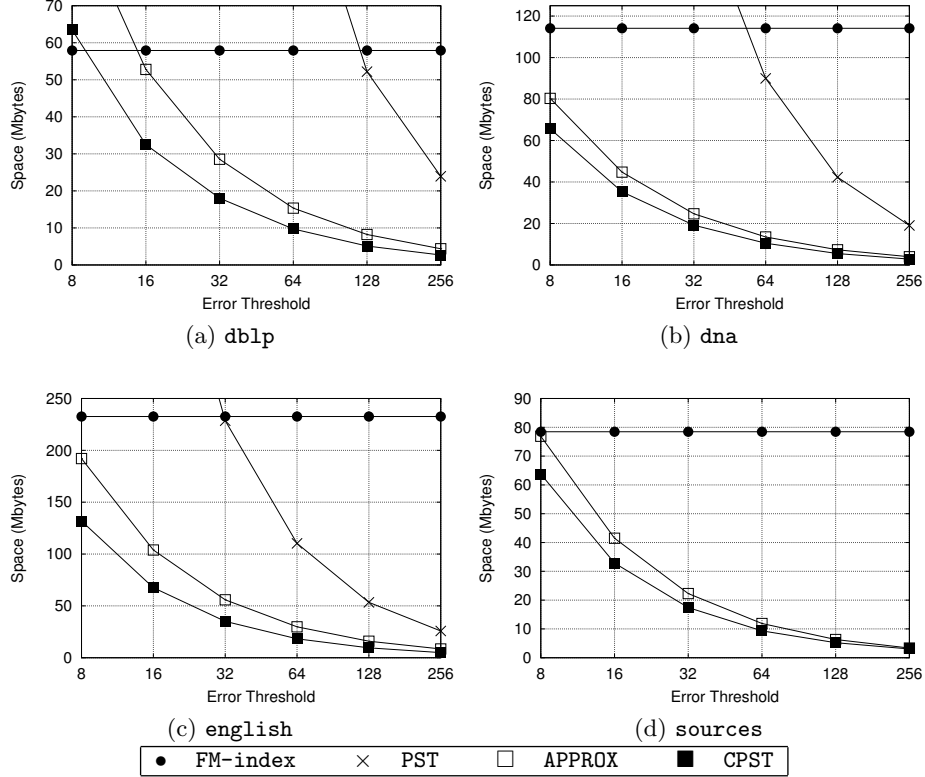 70
60
50
40
30
20
10
0
Space (Mbytes)
8 16 32 64 128 256
Error Threshold
(a) dblp
120
100
80
60
40
20
0
Space (Mbytes)
8 16 32 64 128 256
Error Threshold
(b) dna
250
200
150
100
50
0
Space (Mbytes)
8 16 32 64 128 256
Error Threshold
(c) english
90
80
70
60
50
40
30
20
10
0
Space (Mbytes)
8 16 32 64 128 256
Error Threshold
(d) sources
FM-index PST APPROX CPST